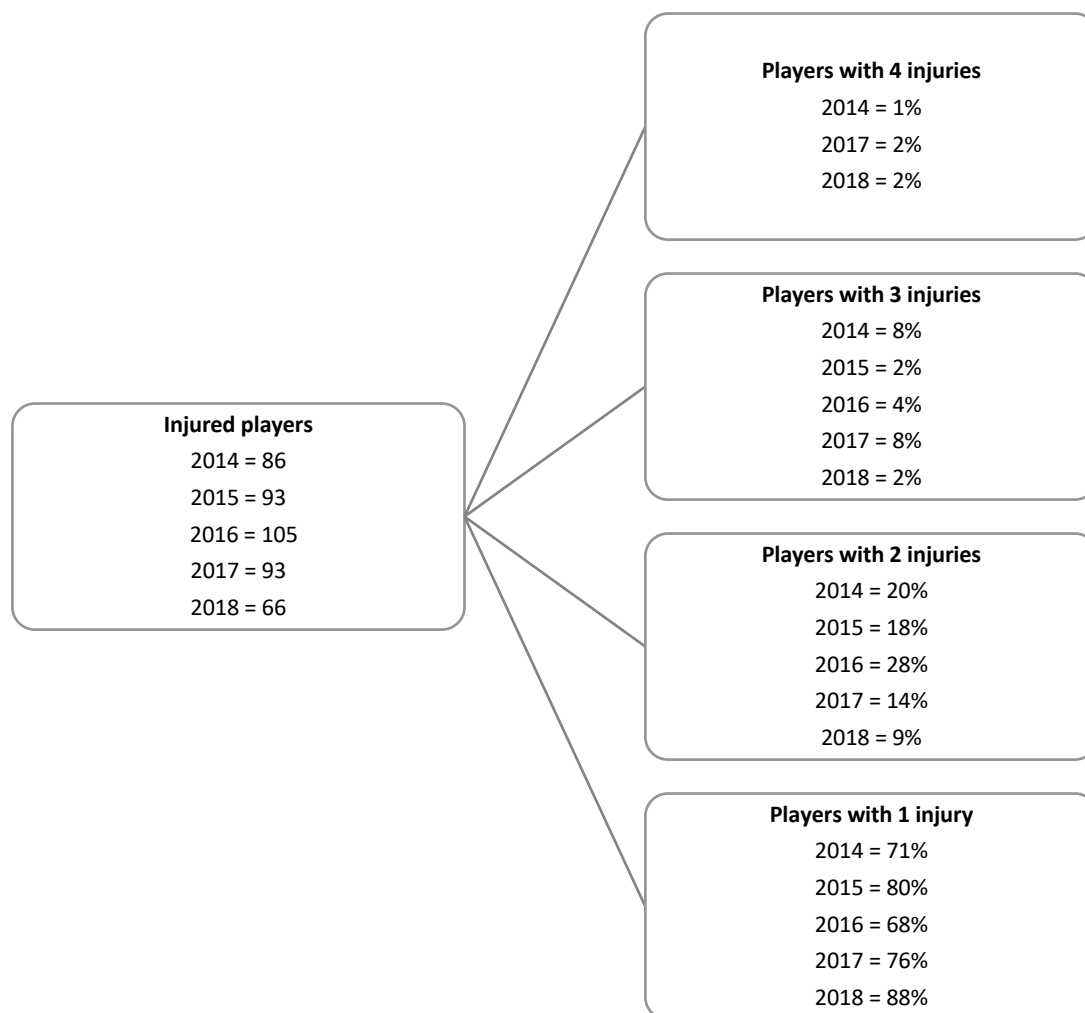 Injured players
2014 = 86
2015 = 93
2016 = 105
2017 = 93
2018 = 66
Players with 4 injuries
2014 = 1%
2017 = 2%
2018 = 2%
Players with 3 injuries
2014 = 8%
2015 = 2%
2016 = 4%
2017 = 8%
2018 = 2%
Players with 2 injuries
2014 = 20%
2015 = 18%
2016 = 28%
2017 = 14%
2018 = 9%
Players with 1 injury
2014 = 71%
2015 = 80%
2016 = 68%
2017 = 76%
2018 = 88%